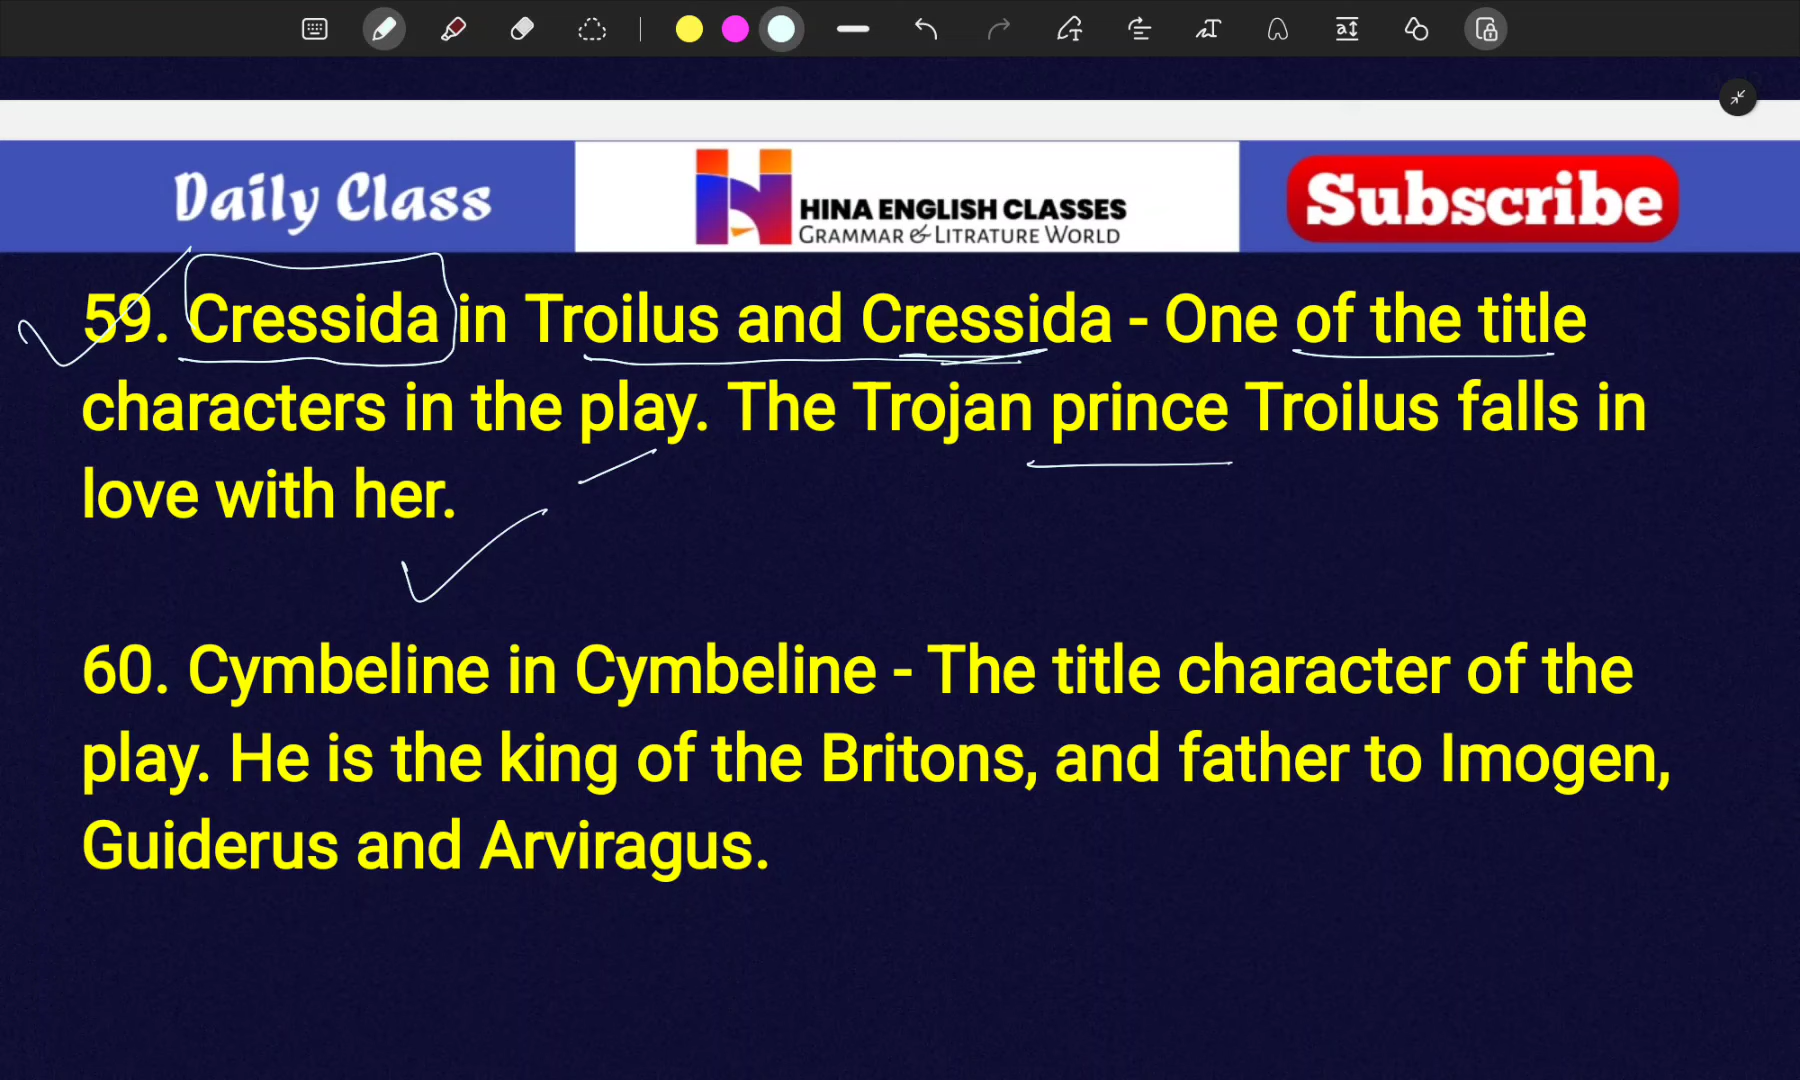 Daily Class
HINA ENGLISH CLASSES
GRAMMAR & LITRATURE WORLD
Subscribe
59. Cressida in Troilus and Cressida - One of the title
characters in the play. The Trojan prince Troilus falls in
love with her.
60. Cymbeline in Cymbeline - The title character of the
play. He is the king of the Britons, and father to Imogen,
Guiderus and Arviragus.